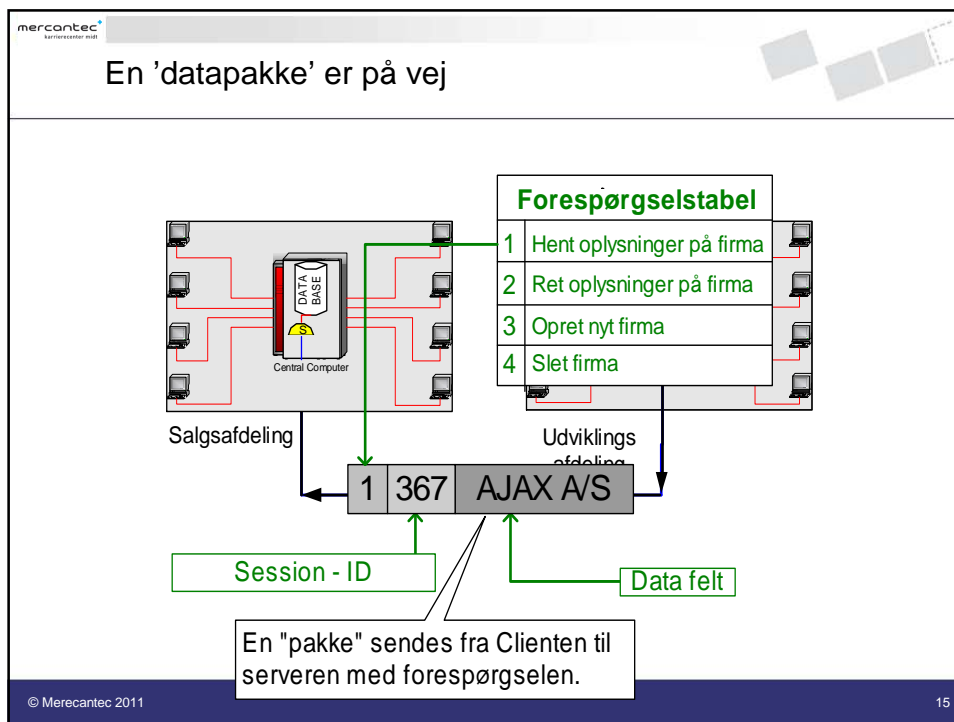 mercantec
karrierecenter midt
En ’datapakke’ er på vej
Forespørgselstabel
1 Hent oplysninger på firma
2 Ret oplysninger på firma
3 Opret nyt firma
4 Slet firma
DATA
BASE
S
Central Computer
Salgsafdeling
Udviklings
afdeling
1 367 AJAX A/S
Session - ID
Data felt
En "pakke" sendes fra Clienten til
serveren med forespørgselen.
© Merecantec 2011
15